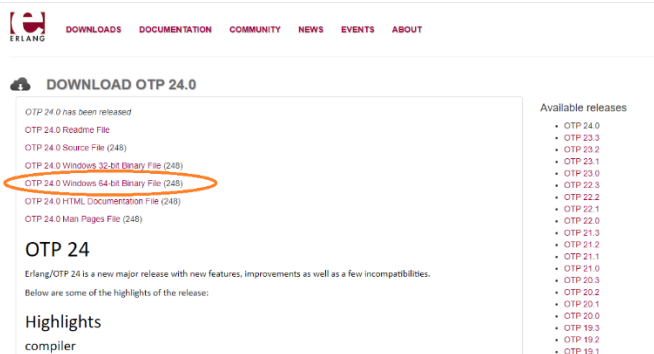 ERLANG
DOWNLOADS DOCUMENTATION COMMUNITY NEWS EVENTS ABOUT
DOWNLOAD OTP 24.0
OTP 24.0 has been released
OTP 24.0 Readme File
OTP 24.0 Source File (248)
OTP 24.0 Windows 32-bit Binary File (248)
OTP 24.0 Windows 64-bit Binary File (248)
OTP 24.0 HTML Documentation File (248)
OTP 24.0 Man Pages File (248)
OTP 24
Erlang/OTP 24 is a new major release with new features, improvements as well as a few incompatibilities.
Below are some of the highlights of the release:
Highlights
compiler
Available releases
OTP 24.0
OTP 23.3
OTP 23.2
OTP 23.1
OTP 23.0
OTP 22.3
OTP 22.2
OTP 22.1
OTP 22.0
OTP 21.3
OTP 21.2
OTP 21.1
OTP 21.0
OTP 20.3
OTP 20.2
OTP 20.1
OTP 20.0
OTP 19.3
OTP 19.2
OTP 19.1